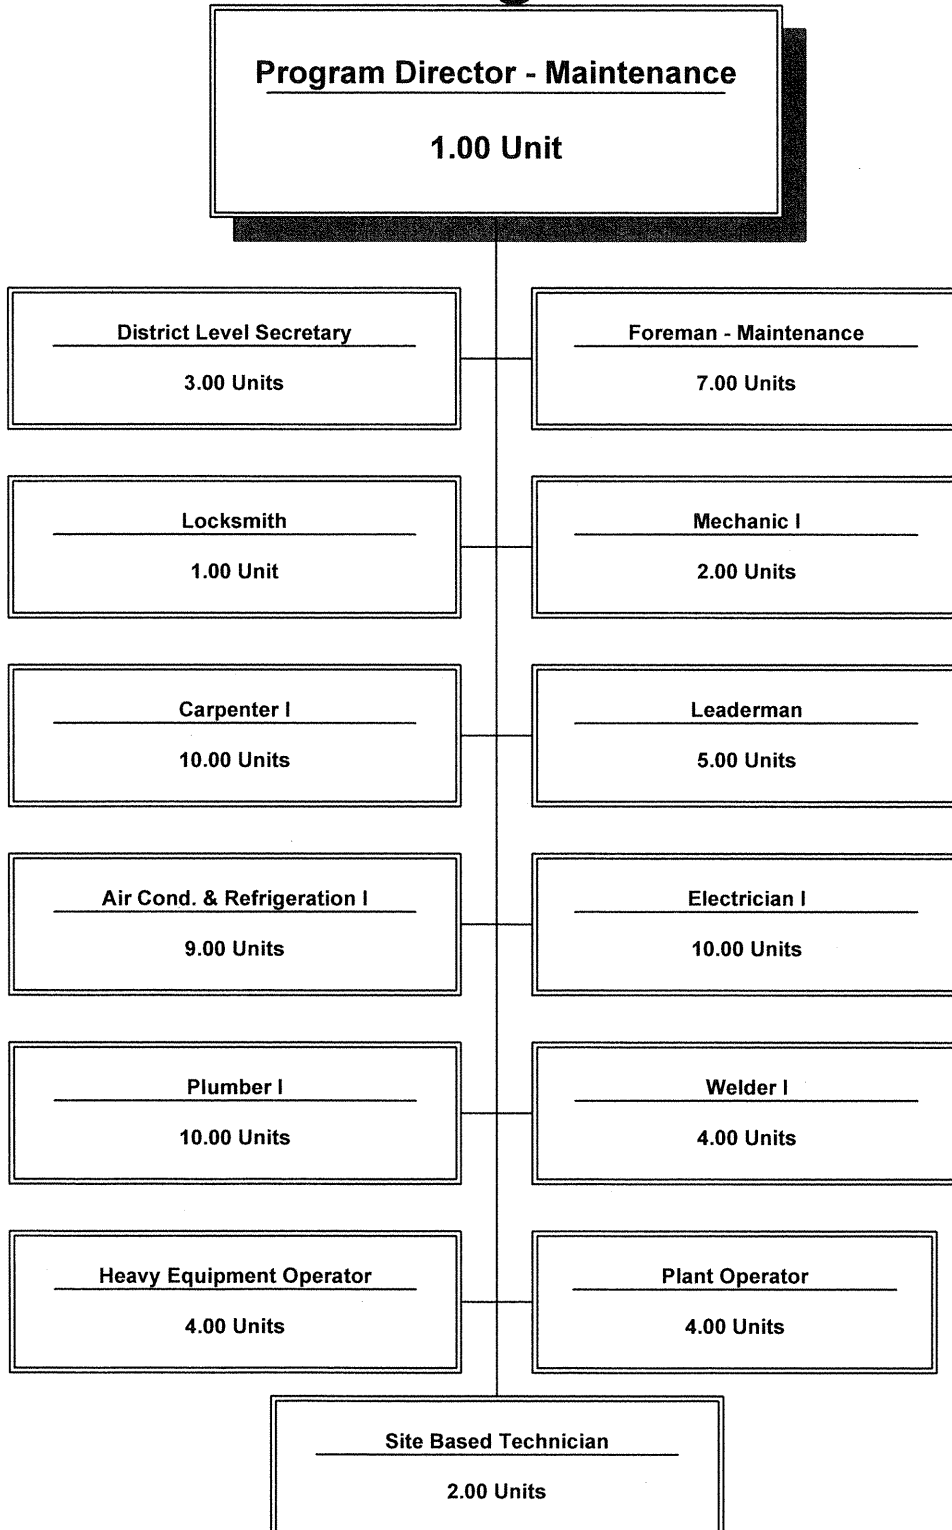 Program Director - Maintenance
1.00 Unit
District Level Secretary
3.00 Units
Foreman - Maintenance
7.00 Units
Locksmith
1.00 Unit
Mechanic I
2.00 Units
Carpenter I
10.00 Units
Leaderman
5.00 Units
Air Cond. & Refrigeration I
9.00 Units
Electrician I
10.00 Units
Plumber I
10.00 Units
Welder I
4.00 Units
Heavy Equipment Operator
4.00 Units
Plant Operator
4.00 Units
Site Based Technician
2.00 Units